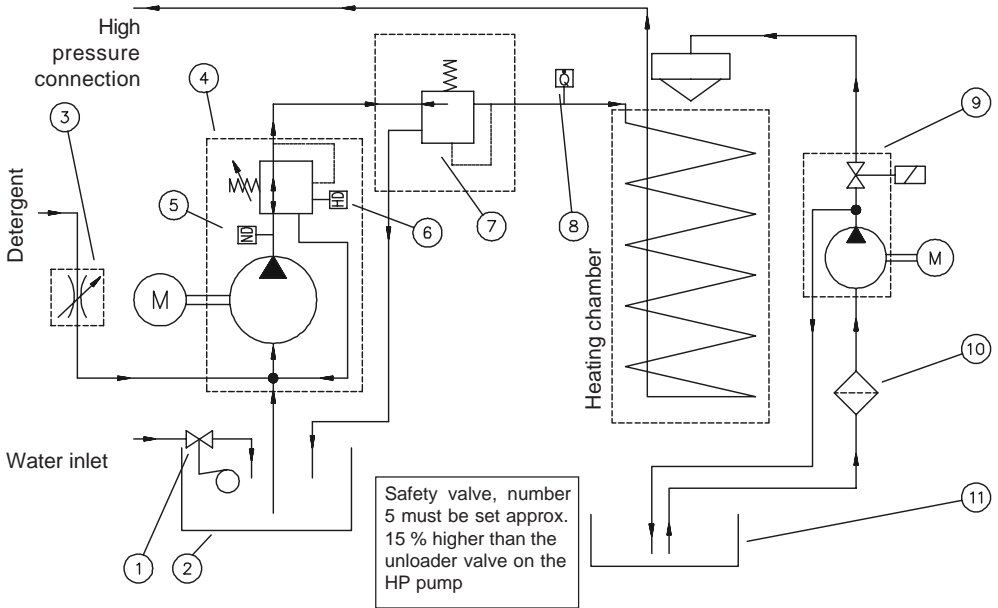 High
pressure
connection
4
3
Q
9
Detergent
5
HD
6
7
8
ND
M
M
Heating chamber
10
Water inlet
Safety valve, number
5 must be set approx.
15 % higher than the
unloader valve on the
HP pump
11
1
2